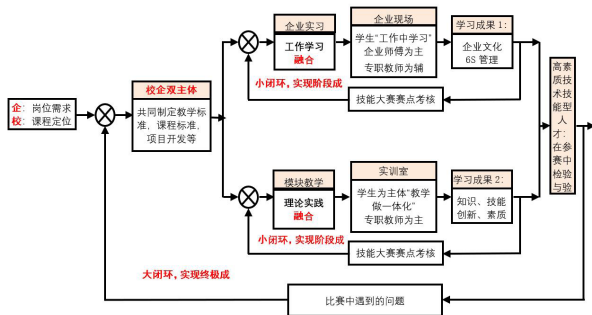 企：岗位需求
校：课程定位
校企双主体
共同制定教学标
准，课程标准，
项目开发等
企业实习
工作学习
融合
企业现场
学生“工作中学习”
企业师傅为主
专职教师为辅
学习成果 1：
企业文化
6S 管理
小闭环，实现阶段成
技能大赛赛点考核
模块教学
理论实践
融合
实训室
学生为主体“教学
做一体化”
专职教师为主
学习成果 2：
知识、技能
创新、素质
小闭环，实现阶段成
技能大赛赛点考核
高素
质技
术技
能型
人
才：
在参
赛中
检验
与验
大闭环，实现终极成
比赛中遇到的问题